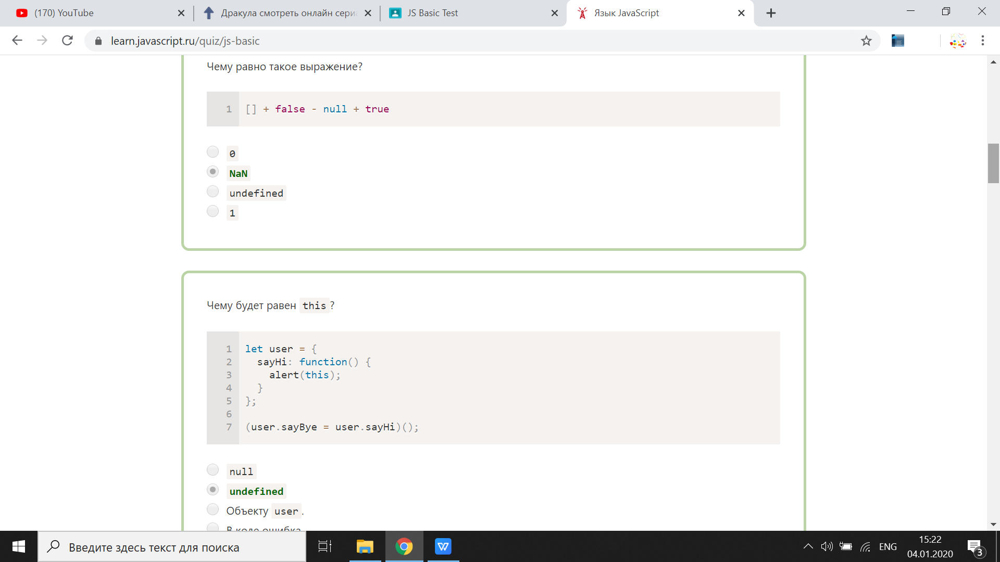 (170) YouTube
Дракула смотреть онлайн сери
JS Basic Test
Язык JavaScript
learn.javascript.ru/quiz/js-basic
Чему равно такое выражение?
1 [] + false - null + true
0
NaN
undefined
1
Чему будет равен this?
1 let user = {
2 sayHi: function() {
3 alert(this);
4 }
5 };
6
7 (user.sayBye = user.sayHi)();
null
undefined
Объекту user.
В коде ошибка
Введите здесь текст для поиска
ENG
15:22
04.01.2020
3